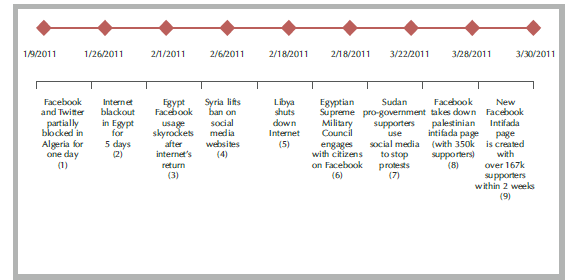 1/9/2011 1/26/2011 2/1/2011 2/6/2011 2/18/2011 2/18/2011 3/22/2011 3/28/2011 3/30/2011
Facebook
and Twitter
partially
blocked in
Algeria for
one day
(1)
Internet
blackout
in Egypt
for
5 days
(2)
Egypt
Facebook
usage
skyrockets
after
internet's
return
(3)
Syria lifts
ban on
social
media
websites
(4)
Libya
shuts
down
Internet
(5)
Egyptian
Supreme
Military
Council
engages
with citizens
on Facebook
(6)
Sudan
pro-government
supporters
use
social media
to stop
protests
(7)
Facebook
takes down
palestinian
intifada page
(with 350k
supporters)
(8)
New
Facebook
Intifada
page
is created
with
over 167k
supporters
within 2 weeks
(9)